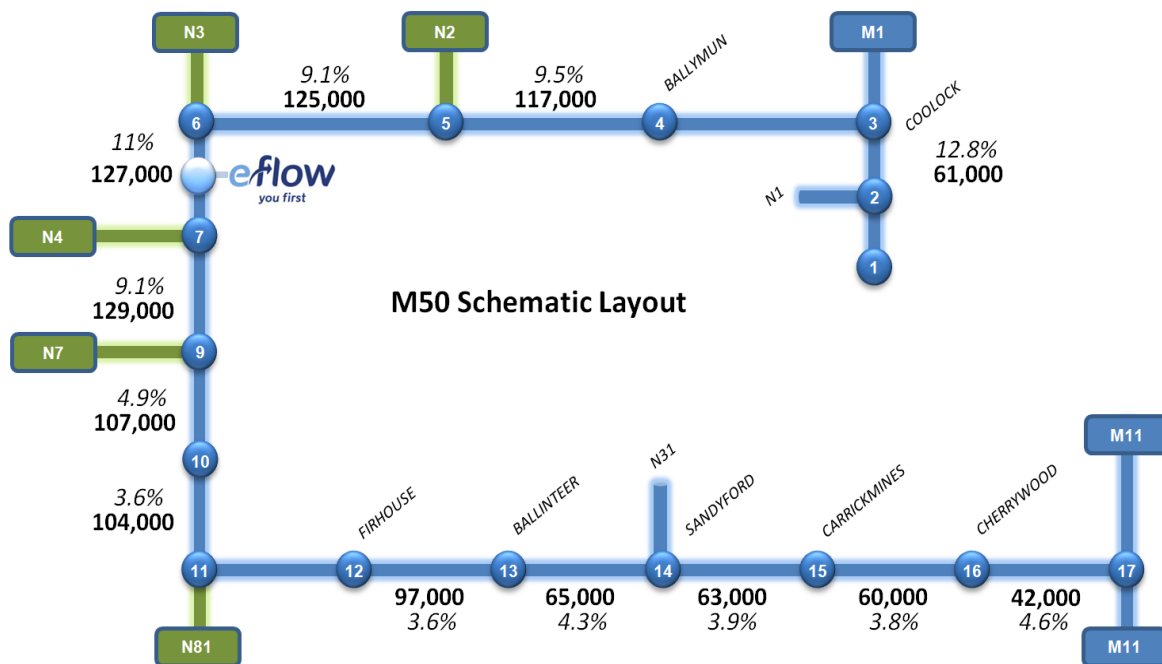 N3
N2
M1
9.1%
125,000
9.5%
117,000
BALLYMUN
COOLOCK
6
5
4
3
11%
127,000
eflow
you first
12.8%
61,000
N1
2
N4
7
1
9.1%
129,000
M50 Schematic Layout
N7
9
4.9%
107,000
M11
10
3.6%
104,000
FIRHOUSE
BALLINTEER
N31
SANDYFORD
CARRICKMINES
CHERRYWOOD
11
12
13
14
15
16
17
97,000
3.6%
65,000
4.3%
63,000
3.9%
60,000
3.8%
42,000
4.6%
N81
M11